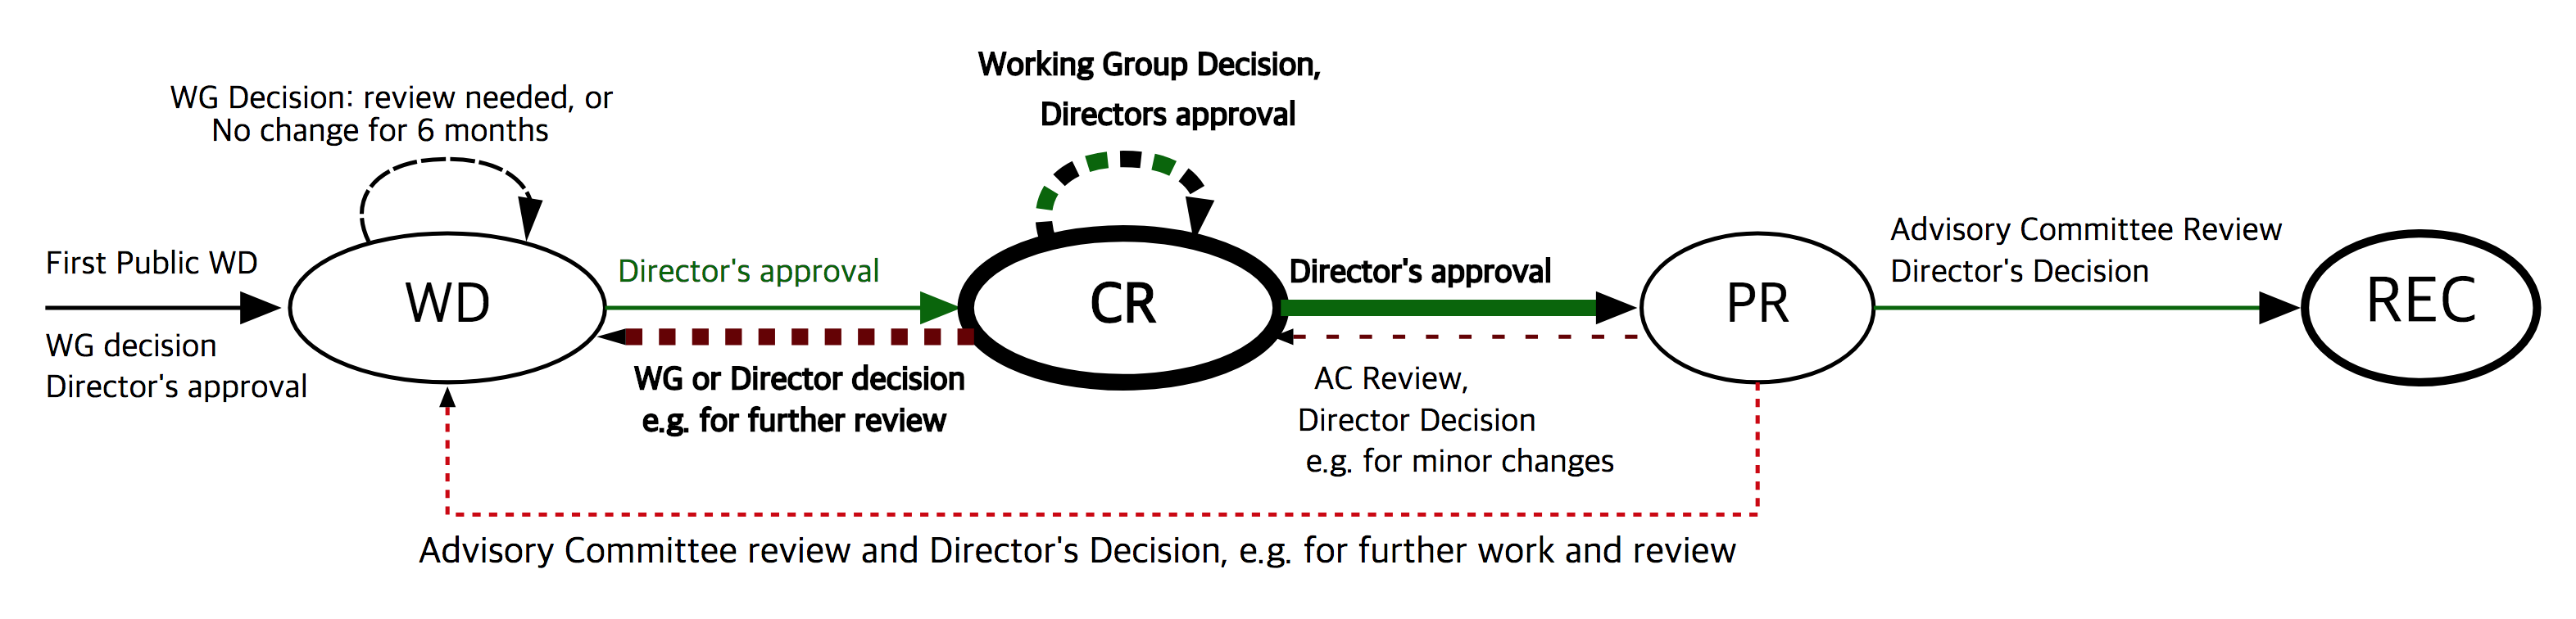 Working Group Decision,
Directors approval
WG Decision: review needed, or
No change for 6 months
First Public WD
WG decision
Director's approval
WD
Director's approval
WG or Director decision
e.g. for further review
CR
Director's approval
AC Review,
Director Decision
e.g. for minor changes
PR
Advisory Committee Review
Director's Decision
REC
Advisory Committee review and Director's Decision, e.g. for further work and review